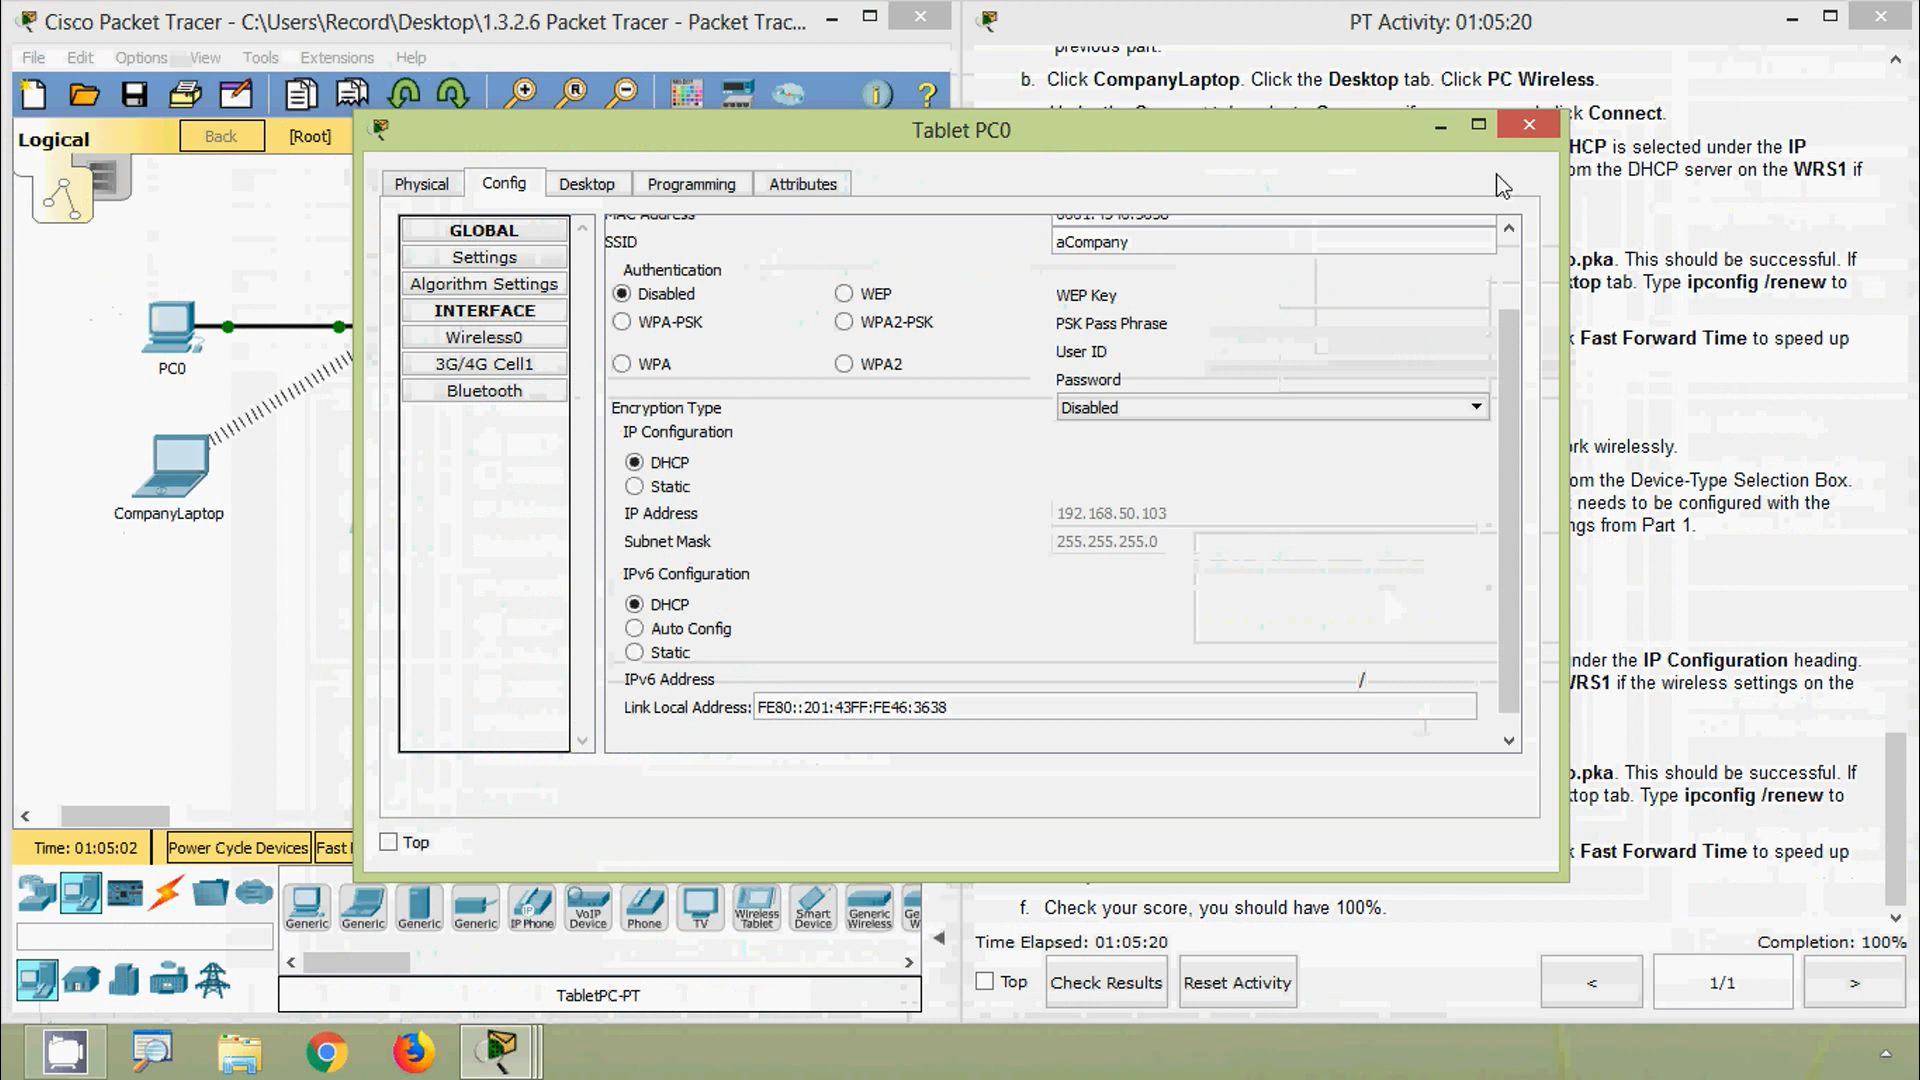 Cisco Packet Tracer - C:\Users\Record\Desktop\1.3.2.6 Packet Tracer - Packet Trac...
File Edit Options View Tools Extensions Help
Logical
Back
[Root]
PC0
CompanyLaptop
Time: 01:05:02
Power Cycle Devices
Fast
Generic
Generic
Generic
Generic
IP Phone
VoIP Device
Phone
TV
Wireless Tablet
Smart Device
Generic Wireless
TabletPC-PT
Tablet PC0
Physical
Config
Desktop
Programming
Attributes
GLOBAL
Settings
Algorithm Settings
INTERFACE
Wireless0
3G/4G Cell1
Bluetooth
MAC Address
SSID
aCompany
Authentication
Disabled
WEP
WEP Key
WPA-PSK
WPA2-PSK
PSK Pass Phrase
User ID
WPA
WPA2
Password
Encryption Type
Disabled
IP Configuration
DHCP
Static
IP Address
192.168.50.103
Subnet Mask
255.255.255.0
IPv6 Configuration
DHCP
Auto Config
Static
IPv6 Address
/
Link Local Address: FE80::201:43FF:FE46:3638
Top
PT Activity: 01:05:20
previous part.
b. Click CompanyLaptop. Click the Desktop tab. Click PC Wireless.
Connect.
HCP is selected under the IP
om the DHCP server on the WRS1 if
o.pka. This should be successful. If
ktop tab. Type ipconfig /renew to
Fast Forward Time to speed up
rk wirelessly.
om the Device-Type Selection Box.
needs to be configured with the
ngs from Part 1.
nder the IP Configuration heading.
WRS1 if the wireless settings on the
o.pka. This should be successful. If
ktop tab. Type ipconfig /renew to
Fast Forward Time to speed up
f. Check your score, you should have 100%.
Time Elapsed: 01:05:20
Completion: 100%
Top
Check Results
Reset Activity
<
1/1
>